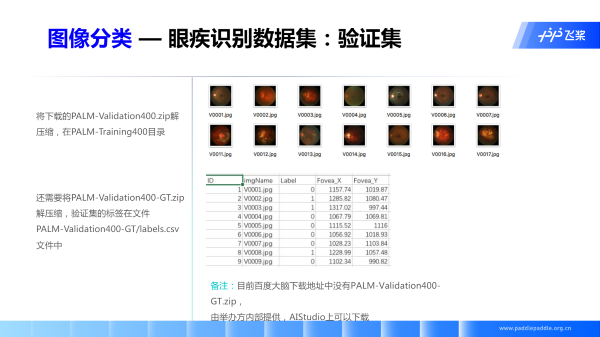 图像分类 — 眼疾识别数据集：验证集
飞桨
将下载的PALM-Validation400.zip解
压缩，在PALM-Training400目录
还需要将PALM-Validation400-GT.zip
解压缩，验证集的标签在文件
PALM-Validation400-GT/labels.csv
文件中
V0001.jpg V0002.jpg V0003.jpg V0004.jpg V0005.jpg V0006.jpg V0007.jpg
V0011.jpg V0012.jpg V0013.jpg V0014.jpg V0015.jpg V0016.jpg V0017.jpg
ID imgName Label Fovea_X Fovea_Y
1 V0001.jpg 0 1157.74 1019.87
2 V0002.jpg 1 1285.82 1080.47
3 V0003.jpg 1 1317.02 997.44
4 V0004.jpg 0 1067.79 1069.81
5 V0005.jpg 0 1115.52 1116
6 V0006.jpg 0 1056.92 1018.93
7 V0007.jpg 0 1028.23 1103.84
8 V0008.jpg 1 1228.99 1057.48
9 V0009.jpg 0 1102.34 990.82
备注：目前百度大脑下载地址中没有PALM-Validation400-
GT.zip，
由举办方内部提供，AIStudio上可以下载
www.paddlepaddle.org.cn